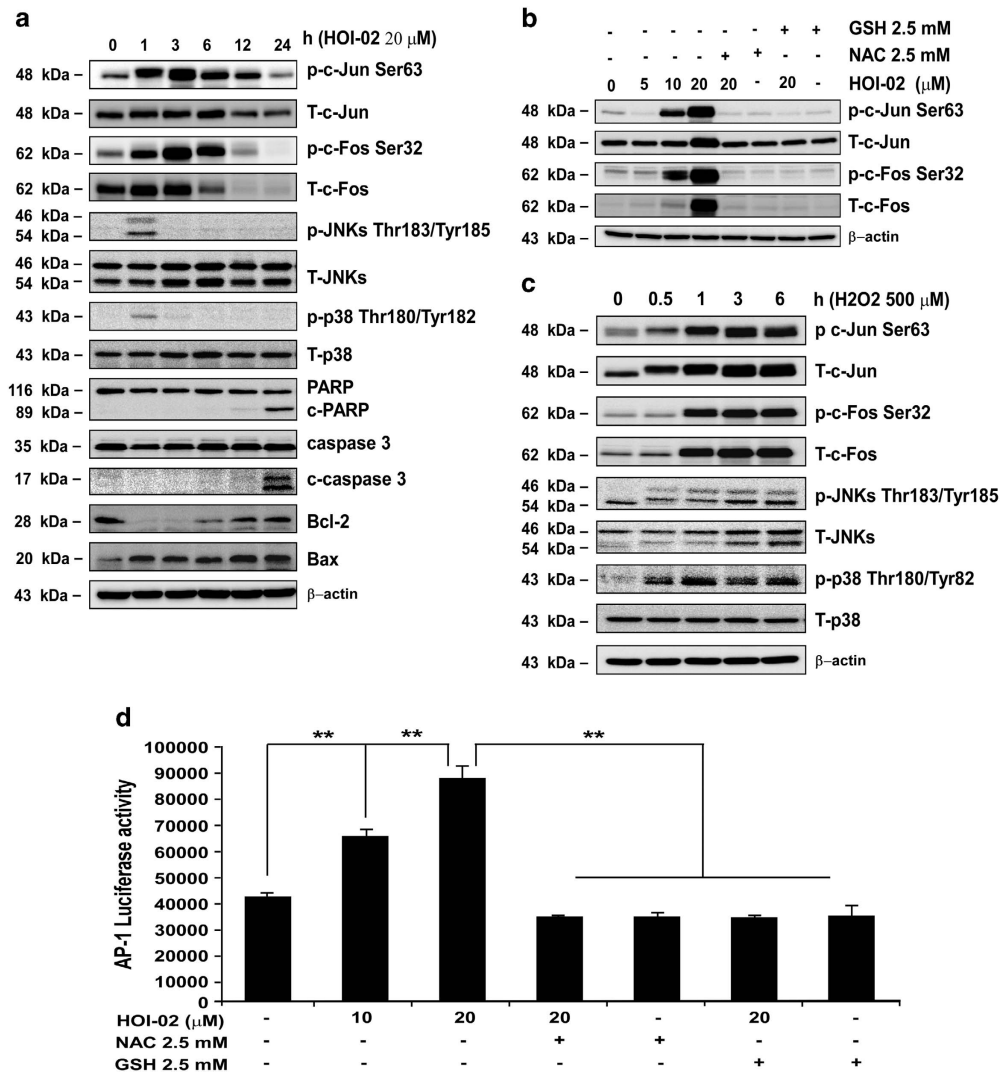 a
0 1 3 6 12 24 h (HOI-02 20 μM)
48 kDa – p-c-Jun Ser63
48 kDa – T-c-Jun
62 kDa – p-c-Fos Ser32
62 kDa – T-c-Fos
46 kDa –
54 kDa – p-JNKs Thr183/Tyr185
46 kDa –
54 kDa – T-JNKs
43 kDa – p-p38 Thr180/Tyr182
43 kDa – T-p38
116 kDa – PARP
89 kDa – c-PARP
35 kDa – caspase 3
17 kDa – c-caspase 3
28 kDa – Bcl-2
20 kDa – Bax
43 kDa – β–actin
b
- - - - - - + + GSH 2.5 mM
- - - - + + - - NAC 2.5 mM
0 5 10 20 20 - 20 - HOI-02 (μM)
48 kDa – p-c-Jun Ser63
48 kDa – T-c-Jun
62 kDa – p-c-Fos Ser32
62 kDa – T-c-Fos
43 kDa – β–actin
c
0 0.5 1 3 6 h (H2O2 500 μM)
48 kDa – p c-Jun Ser63
48 kDa – T-c-Jun
62 kDa – p-c-Fos Ser32
62 kDa – T-c-Fos
46 kDa –
54 kDa – p-JNKs Thr183/Tyr185
46 kDa – T-JNKs
54 kDa –
43 kDa – p-p38 Thr180/Tyr82
43 kDa – T-p38
43 kDa – β–actin
d
** ** **
AP-1 Luciferase activity
100000
90000
80000
70000
60000
50000
40000
30000
20000
10000
0
HOI-02 (μM) - 10 20 20 - 20 -
NAC 2.5 mM - - - + + - -
GSH 2.5 mM - - - - - + +